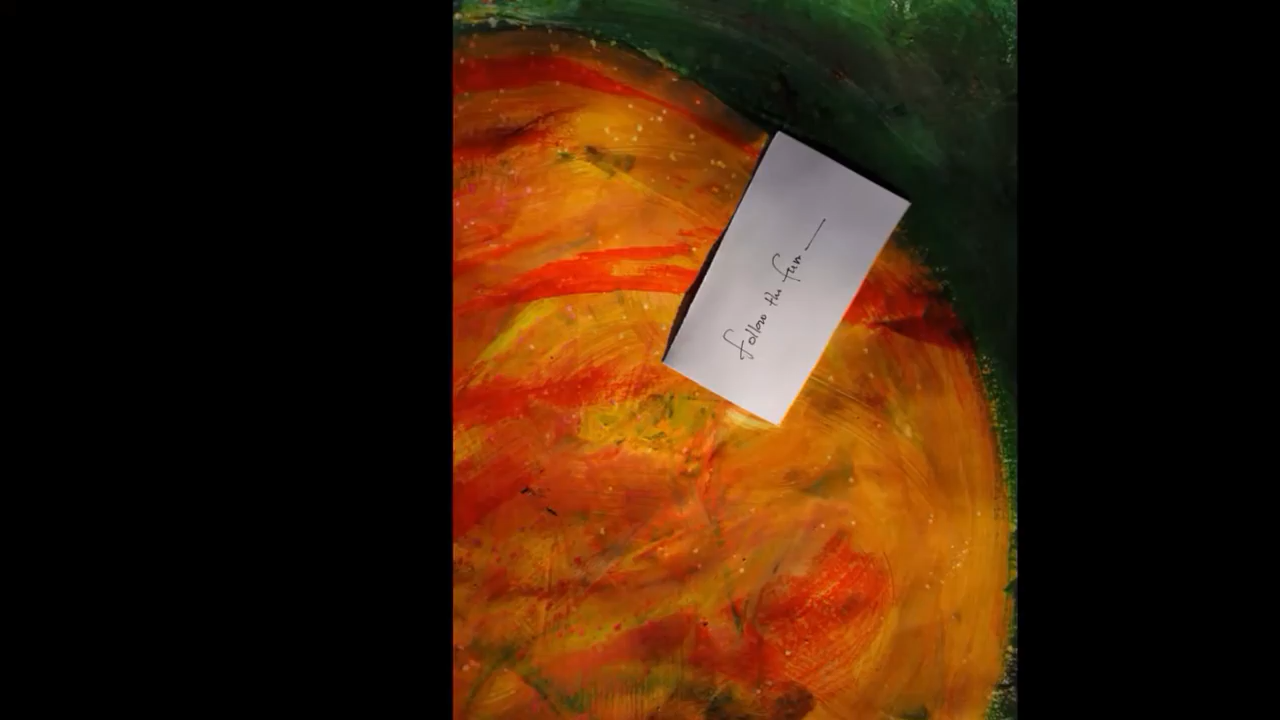 follow the fun —